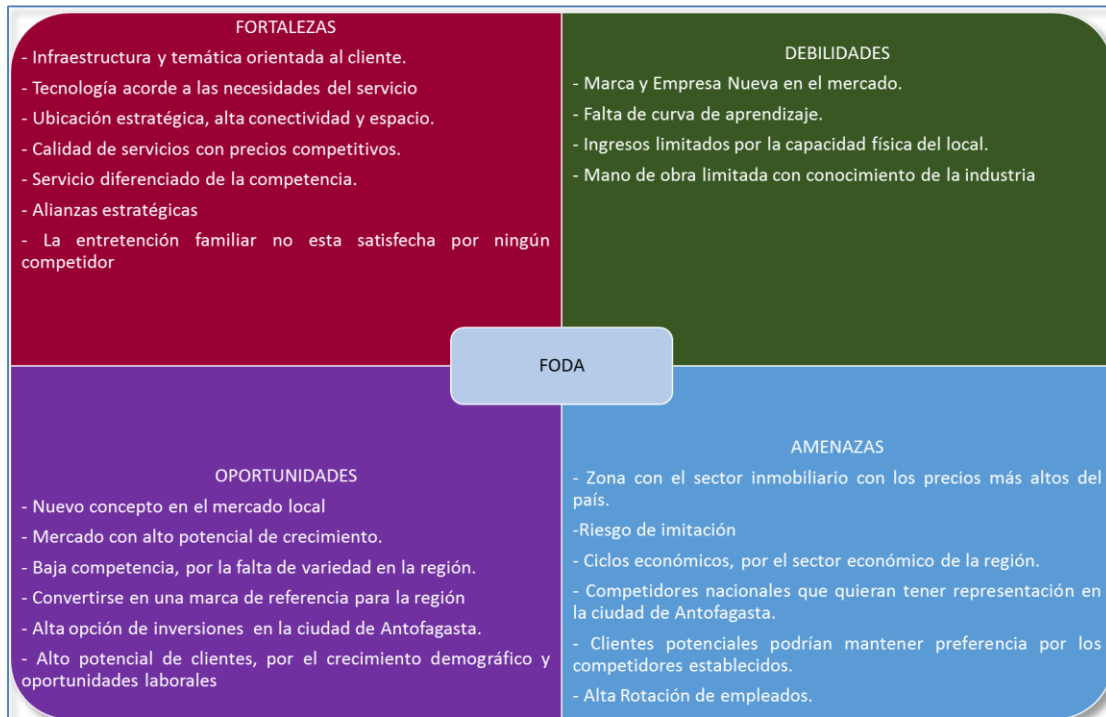 FORTALEZAS
- Infraestructura y temática orientada al cliente.
- Tecnología acorde a las necesidades del servicio
- Ubicación estratégica, alta conectividad y espacio.
- Calidad de servicios con precios competitivos.
- Servicio diferenciado de la competencia.
- Alianzas estratégicas
- La entretención familiar no esta satisfecha por ningún
competidor
DEBILIDADES
- Marca y Empresa Nueva en el mercado.
- Falta de curva de aprendizaje.
- Ingresos limitados por la capacidad física del local.
- Mano de obra limitada con conocimiento de la industria
FODA
OPORTUNIDADES
- Nuevo concepto en el mercado local
- Mercado con alto potencial de crecimiento.
- Baja competencia, por la falta de variedad en la región.
- Convertirse en una marca de referencia para la región
- Alta opción de inversiones en la ciudad de Antofagasta.
- Alto potencial de clientes, por el crecimiento demográfico y
oportunidades laborales
AMENAZAS
- Zona con el sector inmobiliario con los precios más altos del
país.
-Riesgo de imitación
- Ciclos económicos, por el sector económico de la región.
- Competidores nacionales que quieran tener representación en
la ciudad de Antofagasta.
- Clientes potenciales podrían mantener preferencia por los
competidores establecidos.
- Alta Rotación de empleados.